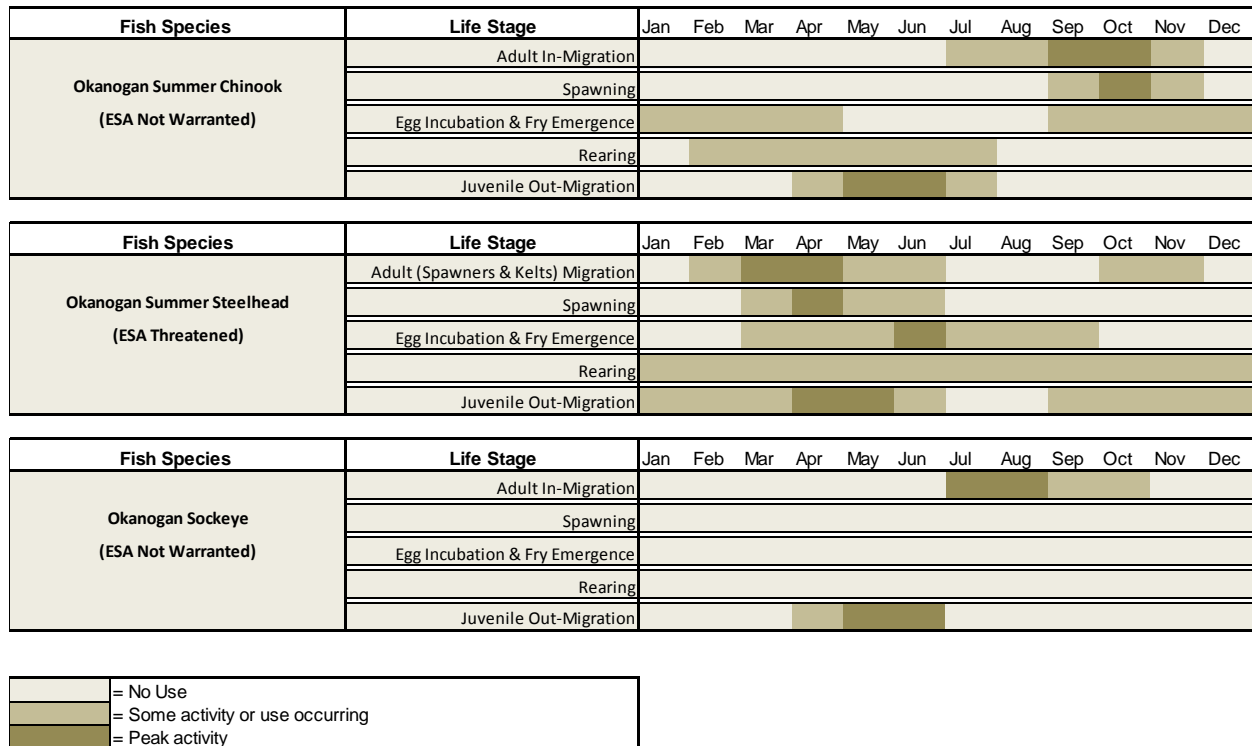 Fish Species Life Stage Jan Feb Mar Apr May Jun Jul Aug Sep Oct Nov Dec
Adult In-Migration
Okanogan Summer Chinook Spawning
(ESA Not Warranted) Egg Incubation & Fry Emergence
Rearing
Juvenile Out-Migration
Fish Species Life Stage Jan Feb Mar Apr May Jun Jul Aug Sep Oct Nov Dec
Adult (Spawners & Kelts) Migration
Okanogan Summer Steelhead Spawning
(ESA Threatened) Egg Incubation & Fry Emergence
Rearing
Juvenile Out-Migration
Fish Species Life Stage Jan Feb Mar Apr May Jun Jul Aug Sep Oct Nov Dec
Adult In-Migration
Okanogan Sockeye Spawning
(ESA Not Warranted) Egg Incubation & Fry Emergence
Rearing
Juvenile Out-Migration
= No Use
= Some activity or use occurring
= Peak activity